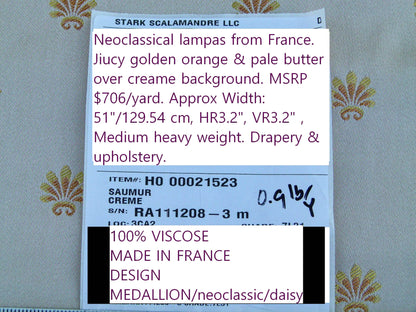 STARK SCALAMANDRE LLC
D
Neoclassical lampas from France.
Jiucy golden orange & pale butter
over creame background. MSRP
$706/yard. Approx Width:
51"/129.54 cm, HR3.2", VR3.2" ,
Medium heavy weight. Drapery &
upholstery.
ITEM#: H0 00021523
SAUMUR
CREME
0.9 lb/y
S/N: RA111208-3 m
LOC: 3CA2
100% VISCOSE
MADE IN FRANCE
DESIGN
MEDALLION/neoclassic/daisy